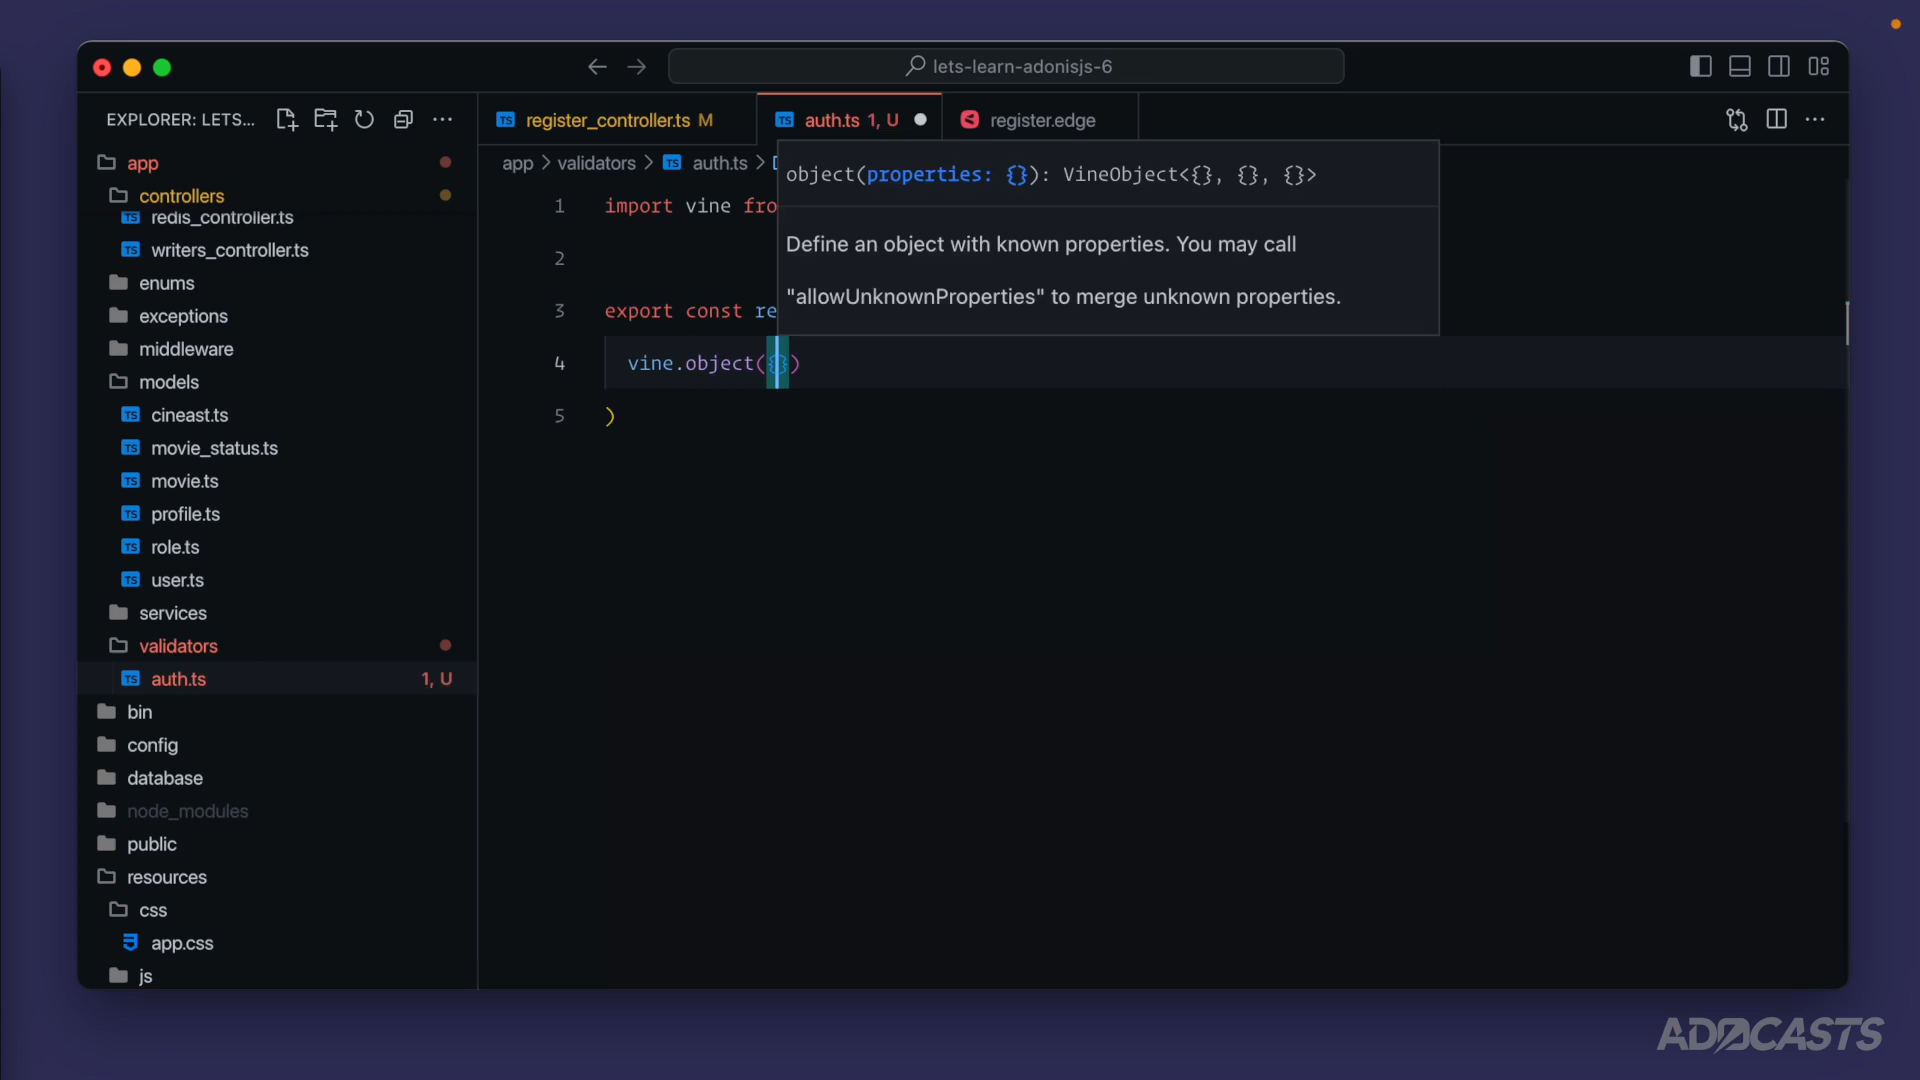 lets-learn-adonisjs-6
EXPLORER: LETS...
register_controller.ts M
auth.ts 1, U
register.edge
app
controllers
redis_controller.ts
writers_controller.ts
enums
exceptions
middleware
models
cineast.ts
movie_status.ts
movie.ts
profile.ts
role.ts
user.ts
services
validators
auth.ts 1, U
bin
config
database
node_modules
public
resources
css
app.css
js
app > validators > TS auth.ts >
object(properties: {}): VineObject<{}, {}, {}>
Define an object with known properties. You may call
"allowUnknownProperties" to merge unknown properties.
1 import vine fro
2
3 export const re
4 vine.object({})
5 )
ADOCASTS